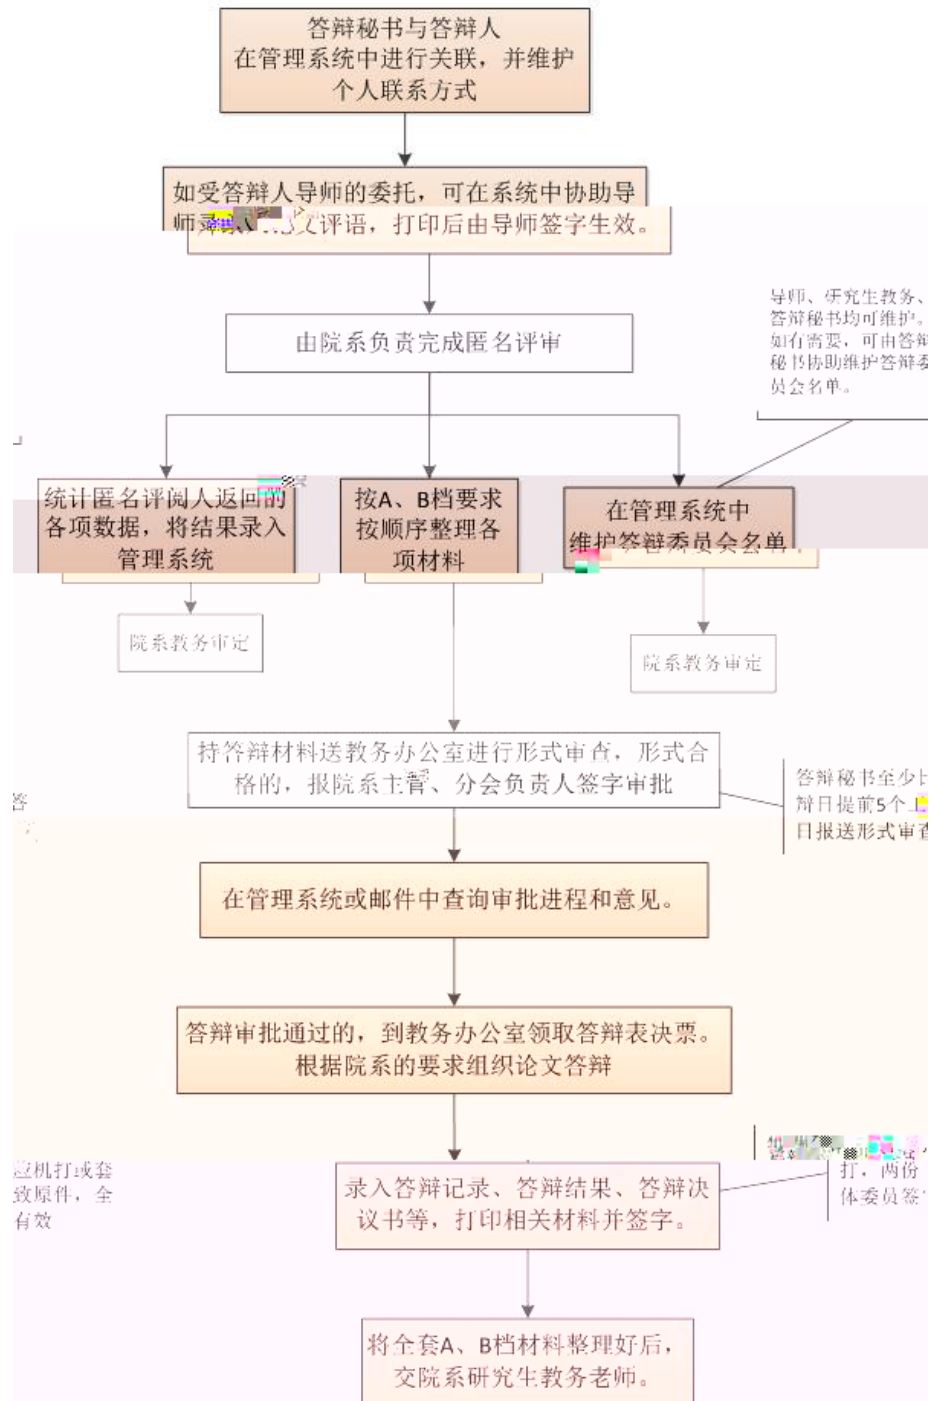 答辩秘书与答辩人
在管理系统中进行关联，并维护
个人联系方式
如受答辩人导师的委托，可在系统中协助导
师
文评语，打印后由导师签字生效。
由院系负责完成匿名评审
导师、研究生教务、
答辩秘书均可维护。
如有需要，可由答辩
秘书协助维护答辩委
员会名单。
统计匿名评阅人返回的
各项数据，将结果录入
管理系统
按A、B档要求
按顺序整理各
项材料
在管理系统中
维护答辩委员会名单
院系教务审定
院系教务审定
持答辩材料送教务办公室进行形式审查，形式合
格的，报院系主管、分会负责人签字审批
答辩秘书至少
辩日提前5个
日报送形式审查
答
在管理系统或邮件中查询审批进程和意见。
答辩审批通过的，到教务办公室领取答辩表决票。
根据院系的要求组织论文答辩
应机打或套
致原件，全
有效
录入答辩记录、答辩结果、答辩决
议书等，打印相关材料并签字。
打，两份
体委员签
将全套A、B档材料整理好后，
交院系研究生教务老师。